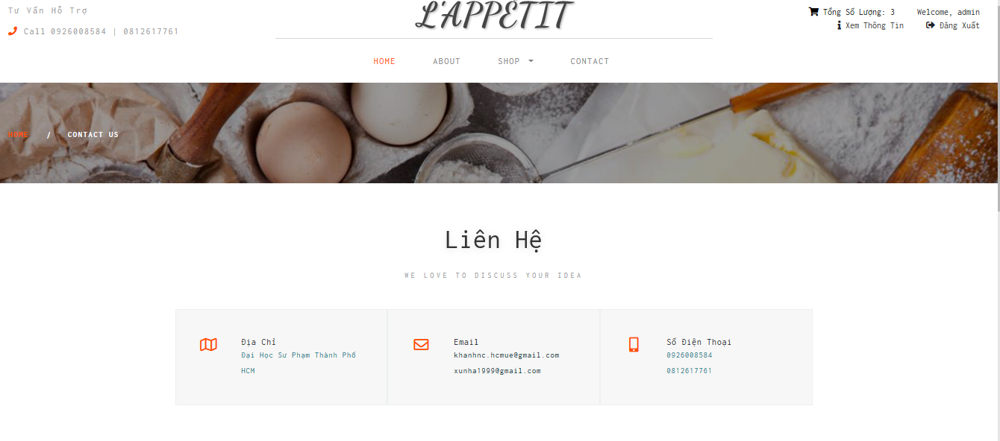 Tư Vấn Hỗ Trợ
Call 0926008584 | 0812617761
L'APPÉTIT
Tổng Số Lượng: 3 Welcome, admin
Xem Thông Tin Đăng Xuất
HOME ABOUT SHOP CONTACT
HOME / CONTACT US
Liên Hệ
WE LOVE TO DISCUSS YOUR IDEA
Địa Chỉ
Đại Học Sư Phạm Thành Phố
HCM
Email
khanhnc.hcmue@gmail.com
xunha1999@gmail.com
Số Điện Thoại
0926008584
0812617761